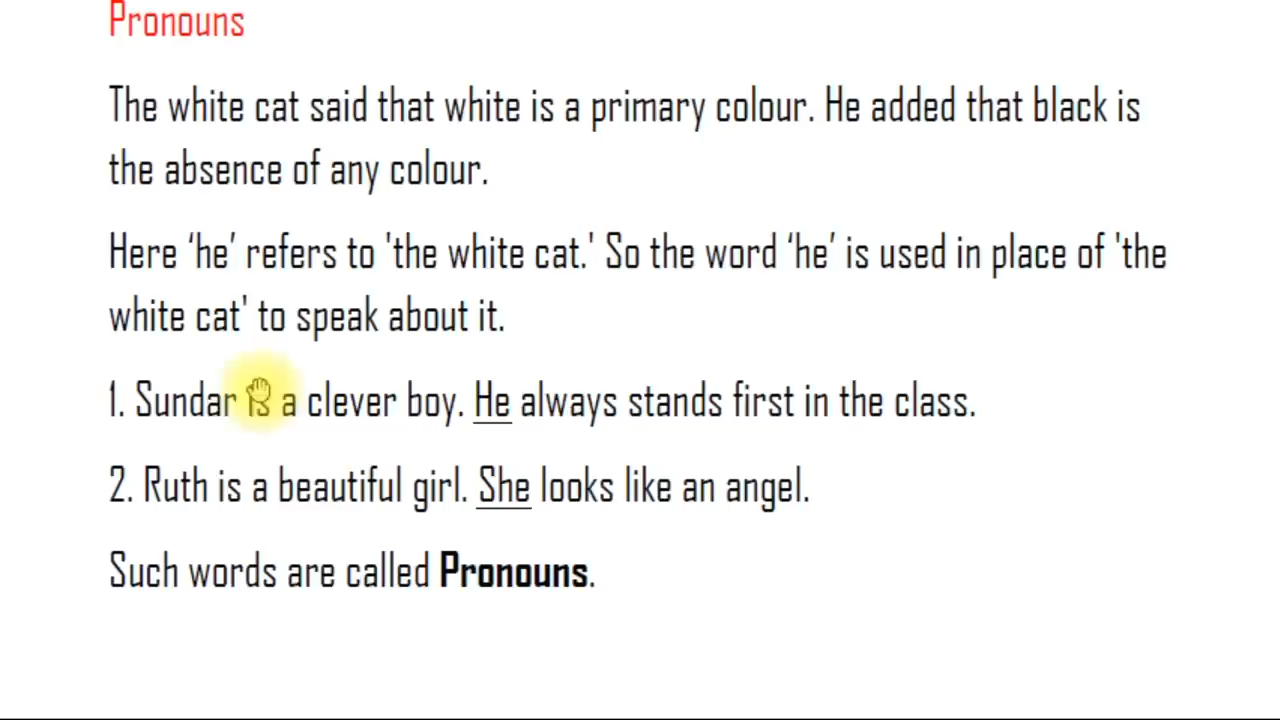 Pronouns
The white cat said that white is a primary colour. He added that black is
the absence of any colour.
Here ‘he’ refers to 'the white cat.' So the word ‘he’ is used in place of 'the
white cat' to speak about it.
1. Sundar is a clever boy. He always stands first in the class.
2. Ruth is a beautiful girl. She looks like an angel.
Such words are called Pronouns.